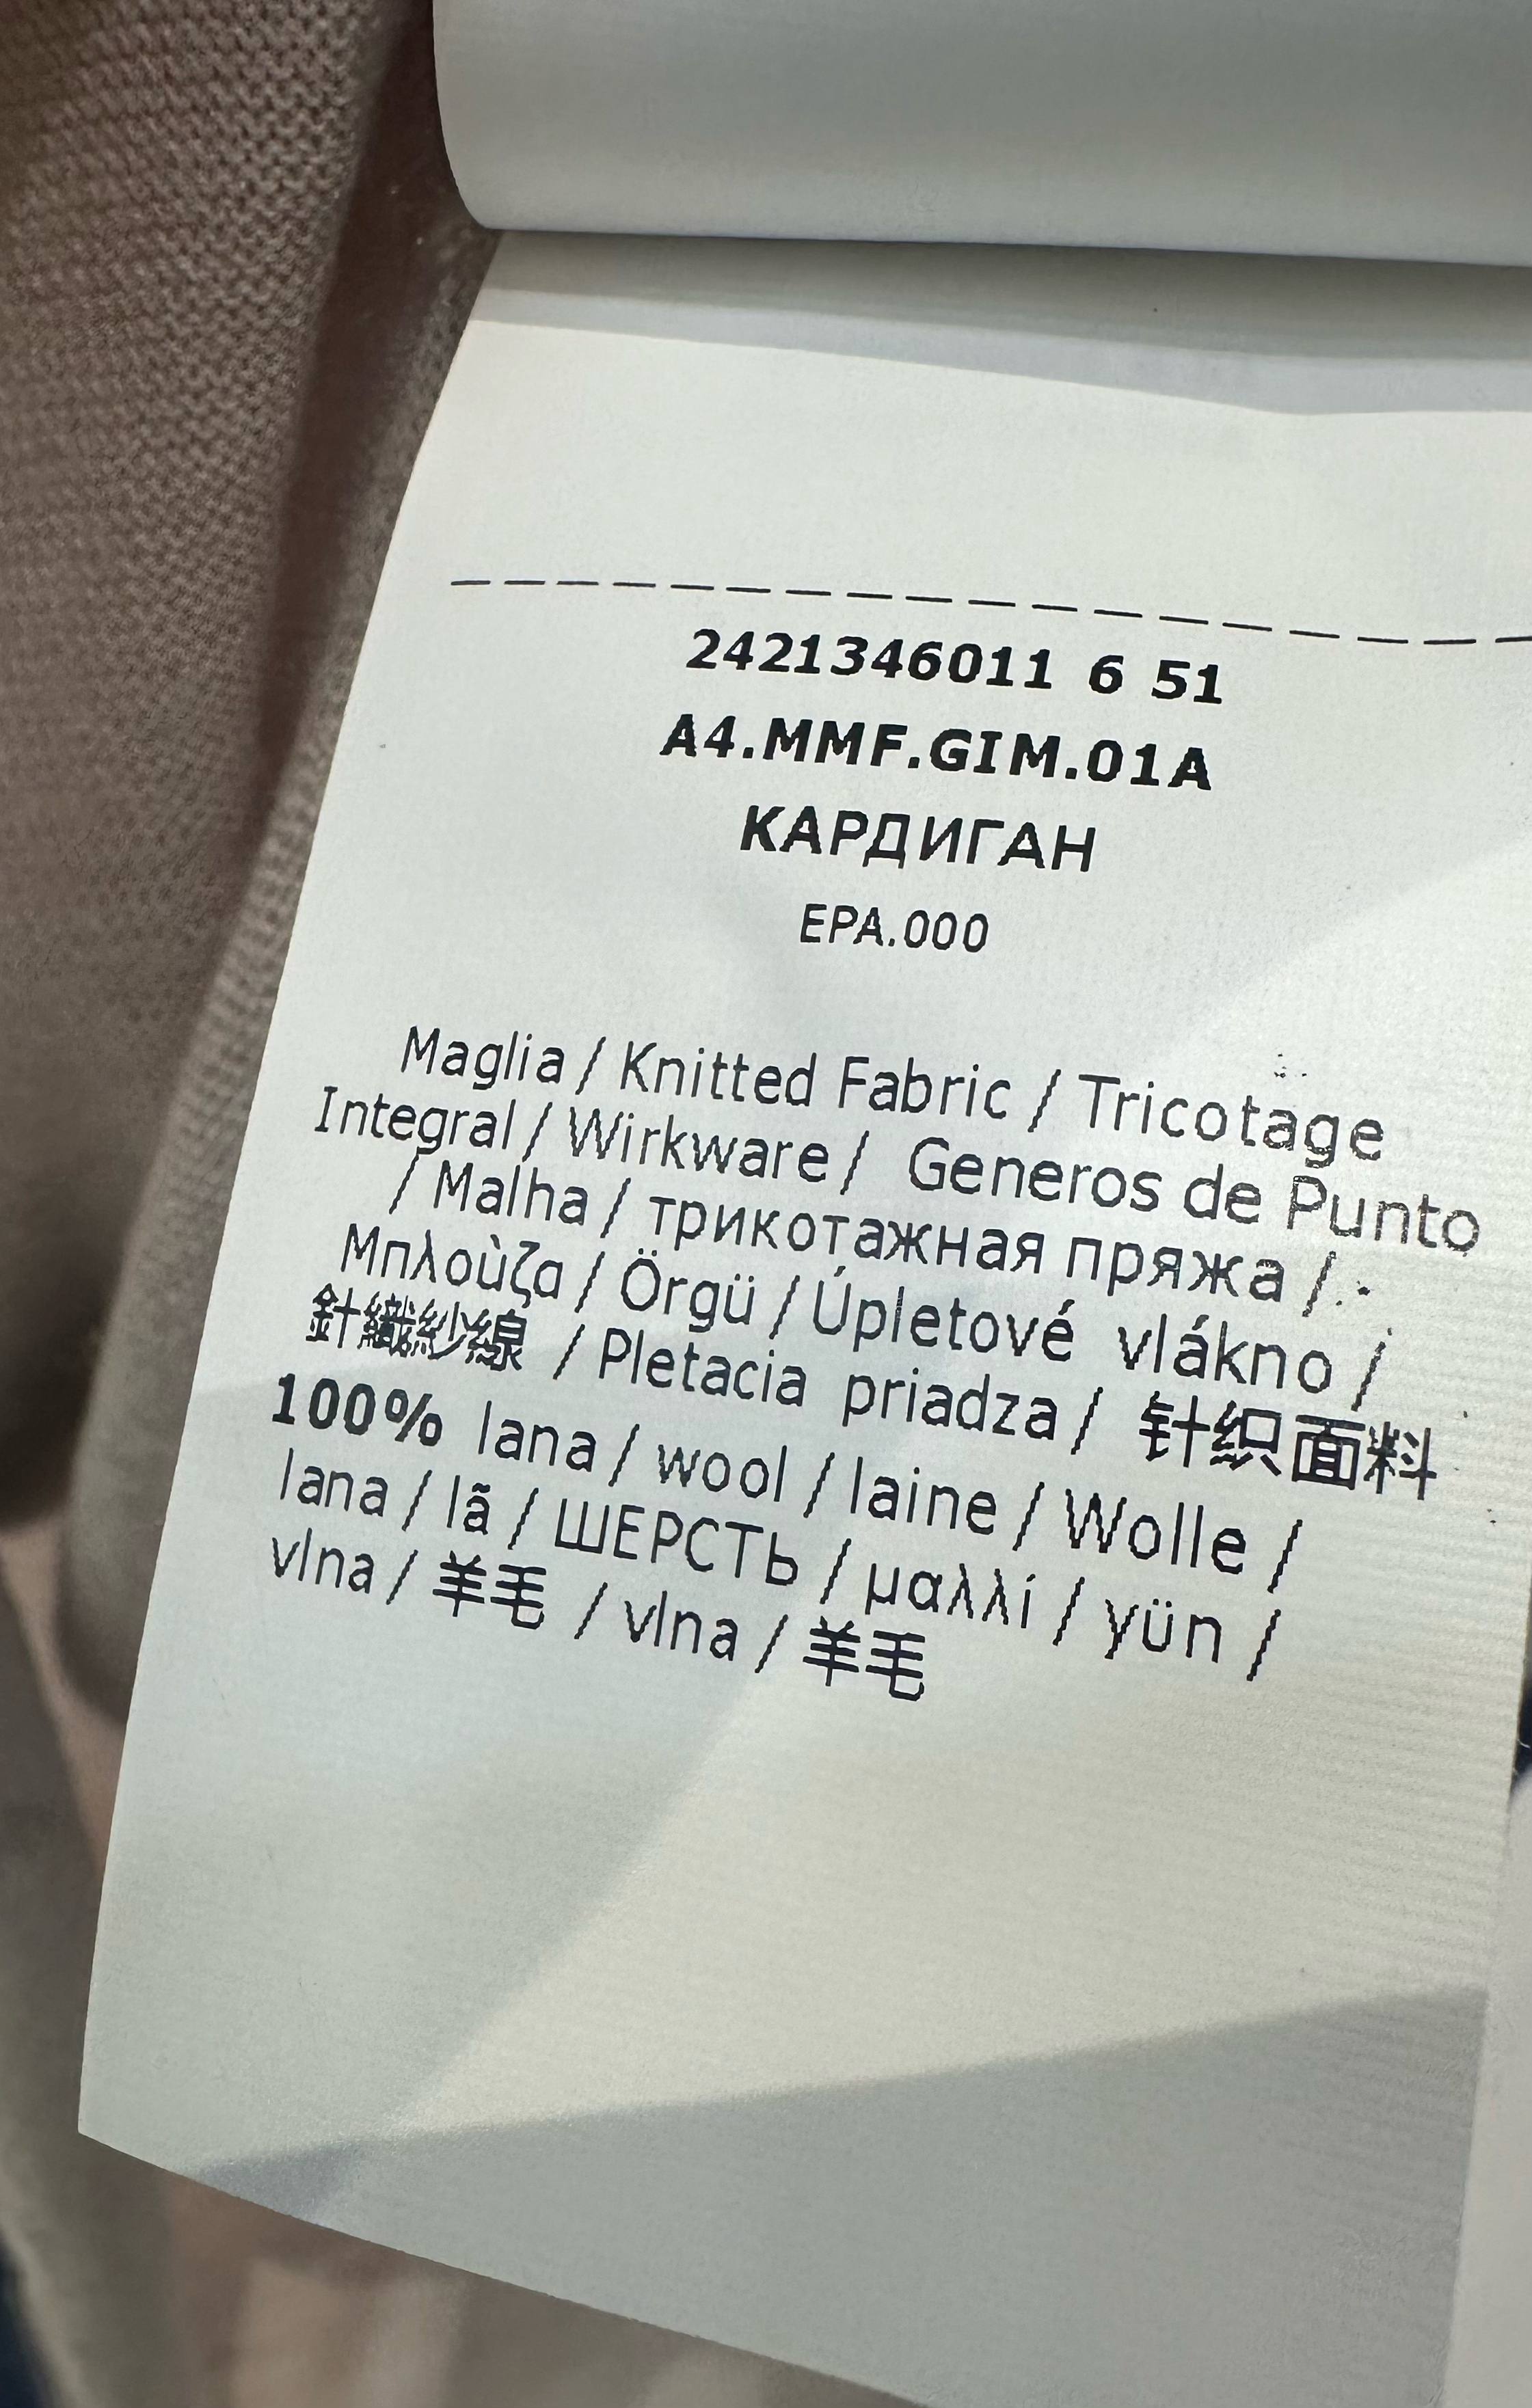 2421346011 6 51
A4.MMF.GIM.01A
КАРДИГАН
EPA.000
Maglia / Knitted Fabric / Tricotage
Integral / Wirkware / Generos de Punto
/ Malha / трикотажная пряжа /
Μπλοὺζα / Örgü / Úpletové vlákno /
針織紗線 / Pletacia priadza / 针织面料
100% lana / wool / laine / Wolle /
lana / lã / ШЕРСТЬ / μαλλί / yün /
vlna / 羊毛 / vlna / 羊毛